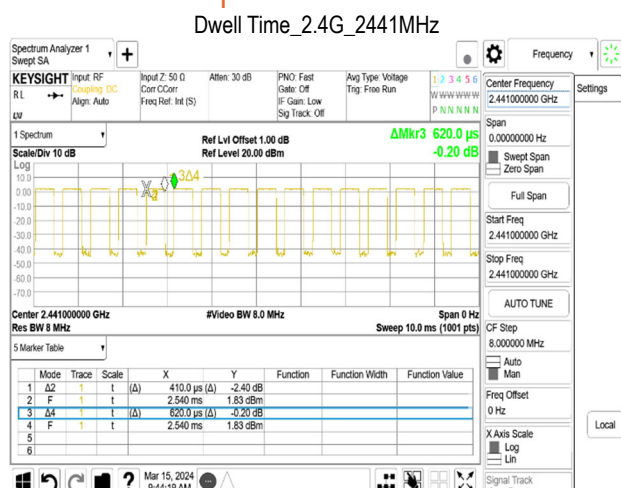 Dwell Time_2.4G_2441MHz
Spectrum Analyzer 1
Swept SA
+
Frequency
KEYSIGHT
RL
LXI
Input: RF
Coupling: DC
Align: Auto
Input Z: 50 Ω
Corr CCorr
Freq Ref: Int (S)
Atten: 30 dB
PNO: Fast
Gate: Off
IF Gain: Low
Sig Track: Off
Avg Type: Voltage
Trig: Free Run
1 2 3 4 5 6
W W W W W W
P N N N N N
Center Frequency
2.441000000 GHz
Settings
Span
0.00000000 Hz
Swept Span
Zero Span
Full Span
Start Freq
2.441000000 GHz
Stop Freq
2.441000000 GHz
AUTO TUNE
CF Step
8.000000 MHz
Auto
Man
Freq Offset
0 Hz
X Axis Scale
Log
Lin
Signal Track
Local
1 Spectrum
Scale/Div 10 dB
Ref Lvl Offset 1.00 dB
Ref Level 20.00 dBm
ΔMkr3 620.0 µs
-0.20 dB
Log
10.0
0.00
-10.0
-20.0
-30.0
-40.0
-50.0
-60.0
-70.0
3Δ4
Center 2.441000000 GHz
Res BW 8 MHz
#Video BW 8.0 MHz
Span 0 Hz
Sweep 10.0 ms (1001 pts)
5 Marker Table
Mode Trace Scale X Y Function Function Width Function Value
1 Δ2 1 t (Δ) 410.0 µs (Δ) -2.40 dB
2 F 1 t 2.540 ms 1.83 dBm
3 Δ4 1 t (Δ) 620.0 µs (Δ) -0.20 dB
4 F 1 t 2.540 ms 1.83 dBm
5
6
?
Mar 15, 2024
9:44:19 AM